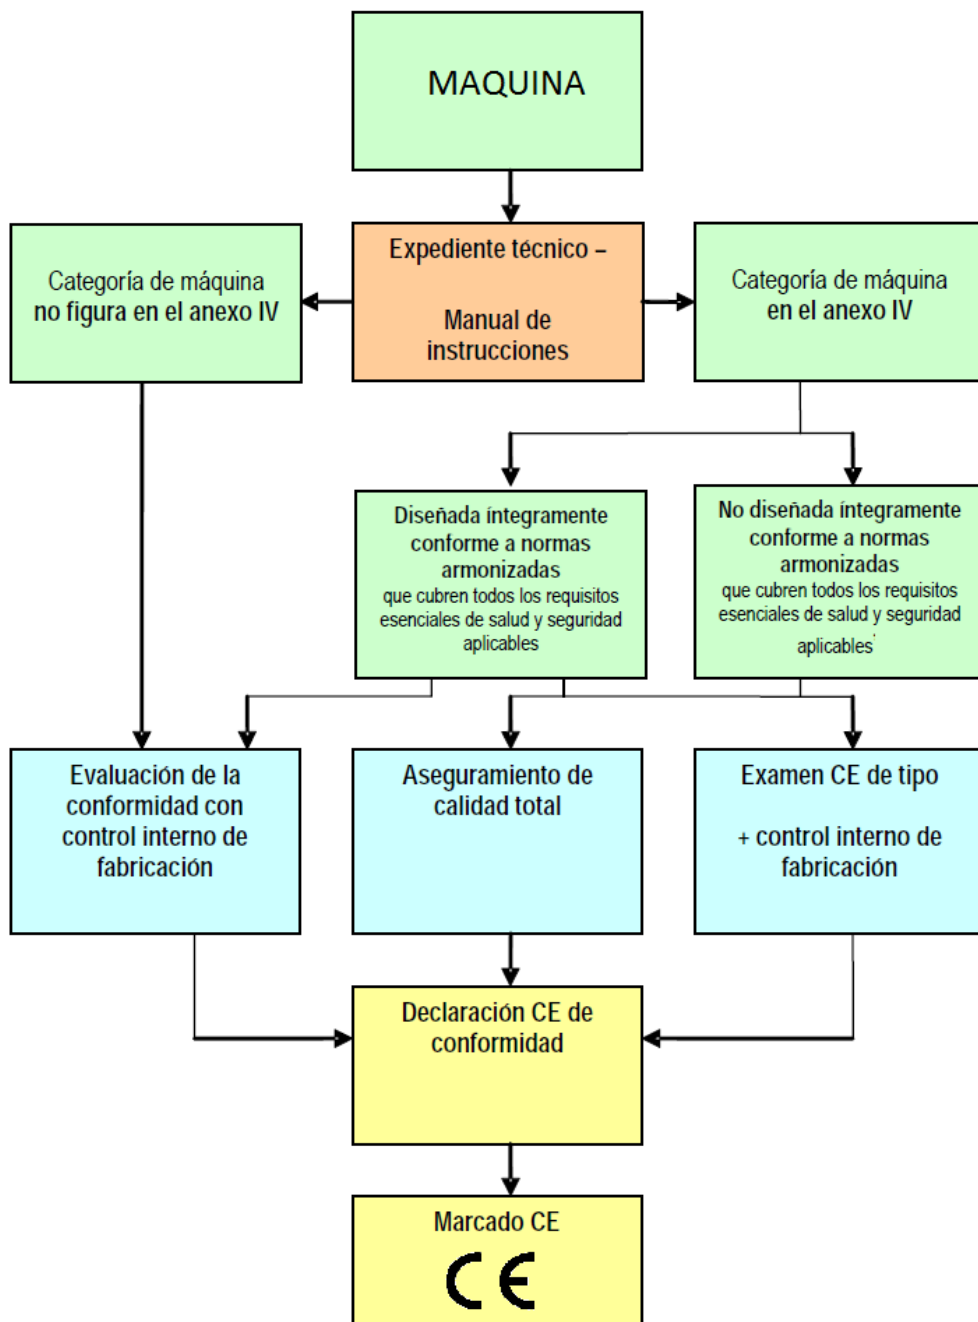 MAQUINA
Expediente técnico –
Manual de
instrucciones
Categoría de máquina
no figura en el anexo IV
Categoría de máquina
en el anexo IV
Diseñada íntegramente
conforme a normas
armonizadas
que cubren todos los requisitos
esenciales de salud y seguridad
aplicables
No diseñada íntegramente
conforme a normas
armonizadas
que cubren todos los requisitos
esenciales de salud y seguridad
aplicables
Evaluación de la
conformidad con
control interno de
fabricación
Aseguramiento de
calidad total
Examen CE de tipo
+ control interno de
fabricación
Declaración CE de
conformidad
Marcado CE
CE